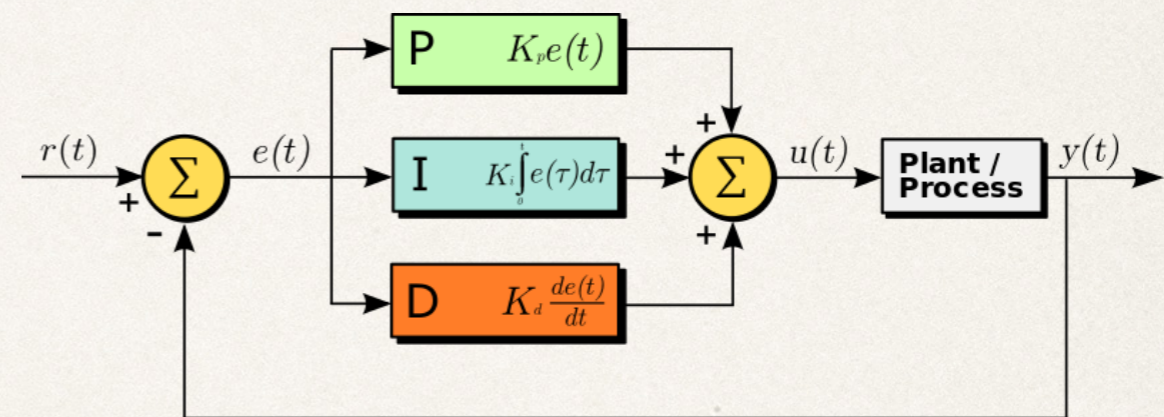 P K_p e(t)
r(t) + - Σ e(t)
I K_i ∫_0^t e(τ)dτ
+ + + Σ u(t)
Plant /
Process
y(t)
D K_d de(t)/dt